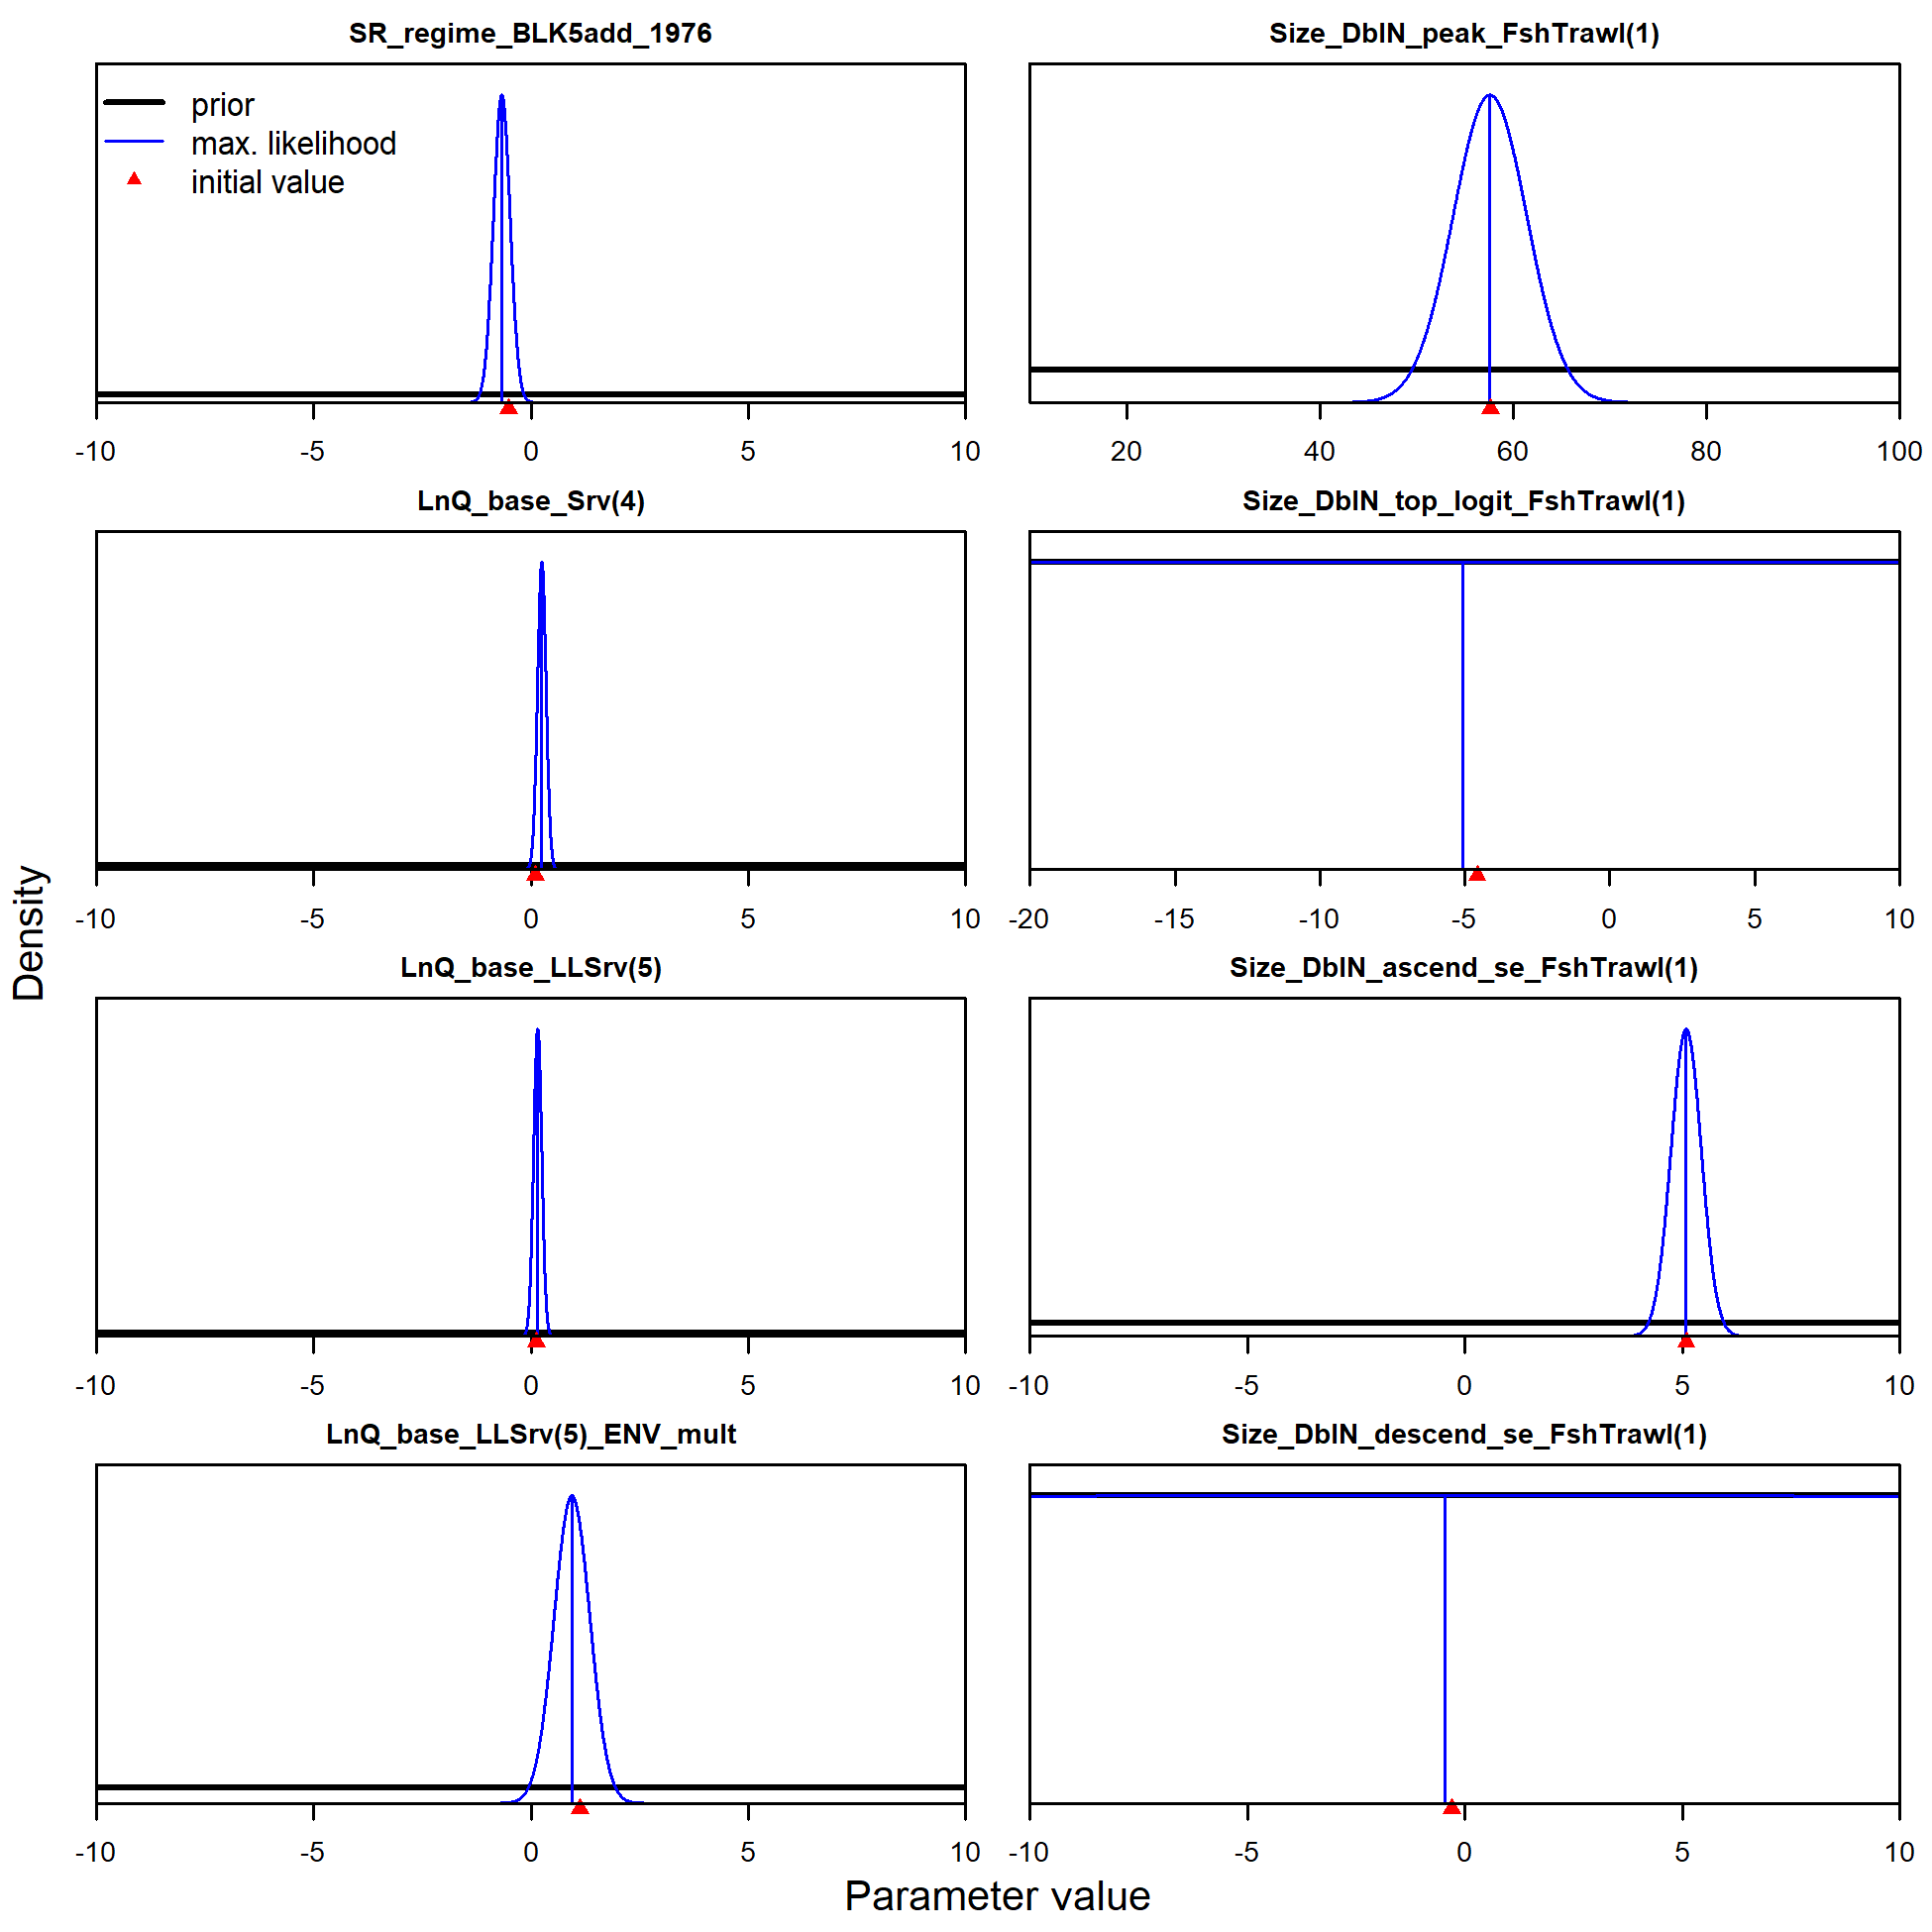 SR_regime_BLK5add_1976
prior
max. likelihood
initial value
-10 -5 0 5 10
Size_DblN_peak_FshTrawl(1)
20 40 60 80 100
LnQ_base_Srv(4)
-10 -5 0 5 10
Size_DblN_top_logit_FshTrawl(1)
-20 -15 -10 -5 0 5 10
LnQ_base_LLSrv(5)
-10 -5 0 5 10
Size_DblN_ascend_se_FshTrawl(1)
-10 -5 0 5 10
LnQ_base_LLSrv(5)_ENV_mult
-10 -5 0 5 10
Size_DblN_descend_se_FshTrawl(1)
-10 -5 0 5 10
Density
Parameter value